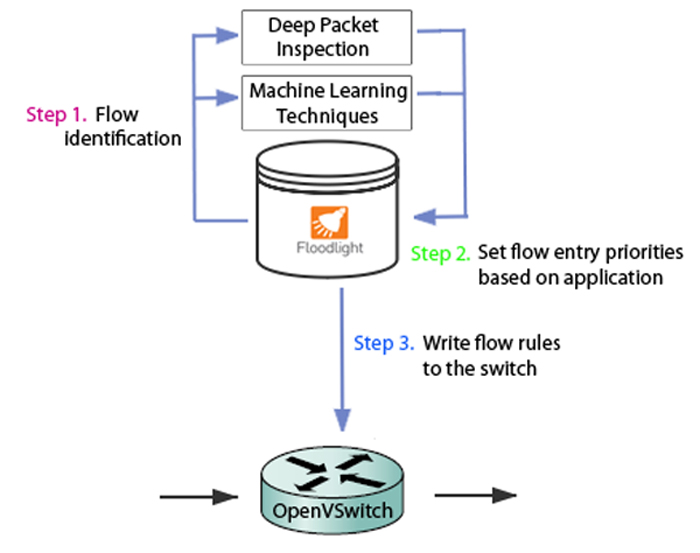 Deep Packet
Inspection
Machine Learning
Techniques
Step 1. Flow
identification
Floodlight
Step 2. Set flow entry priorities
based on application
Step 3. Write flow rules
to the switch
OpenVSwitch